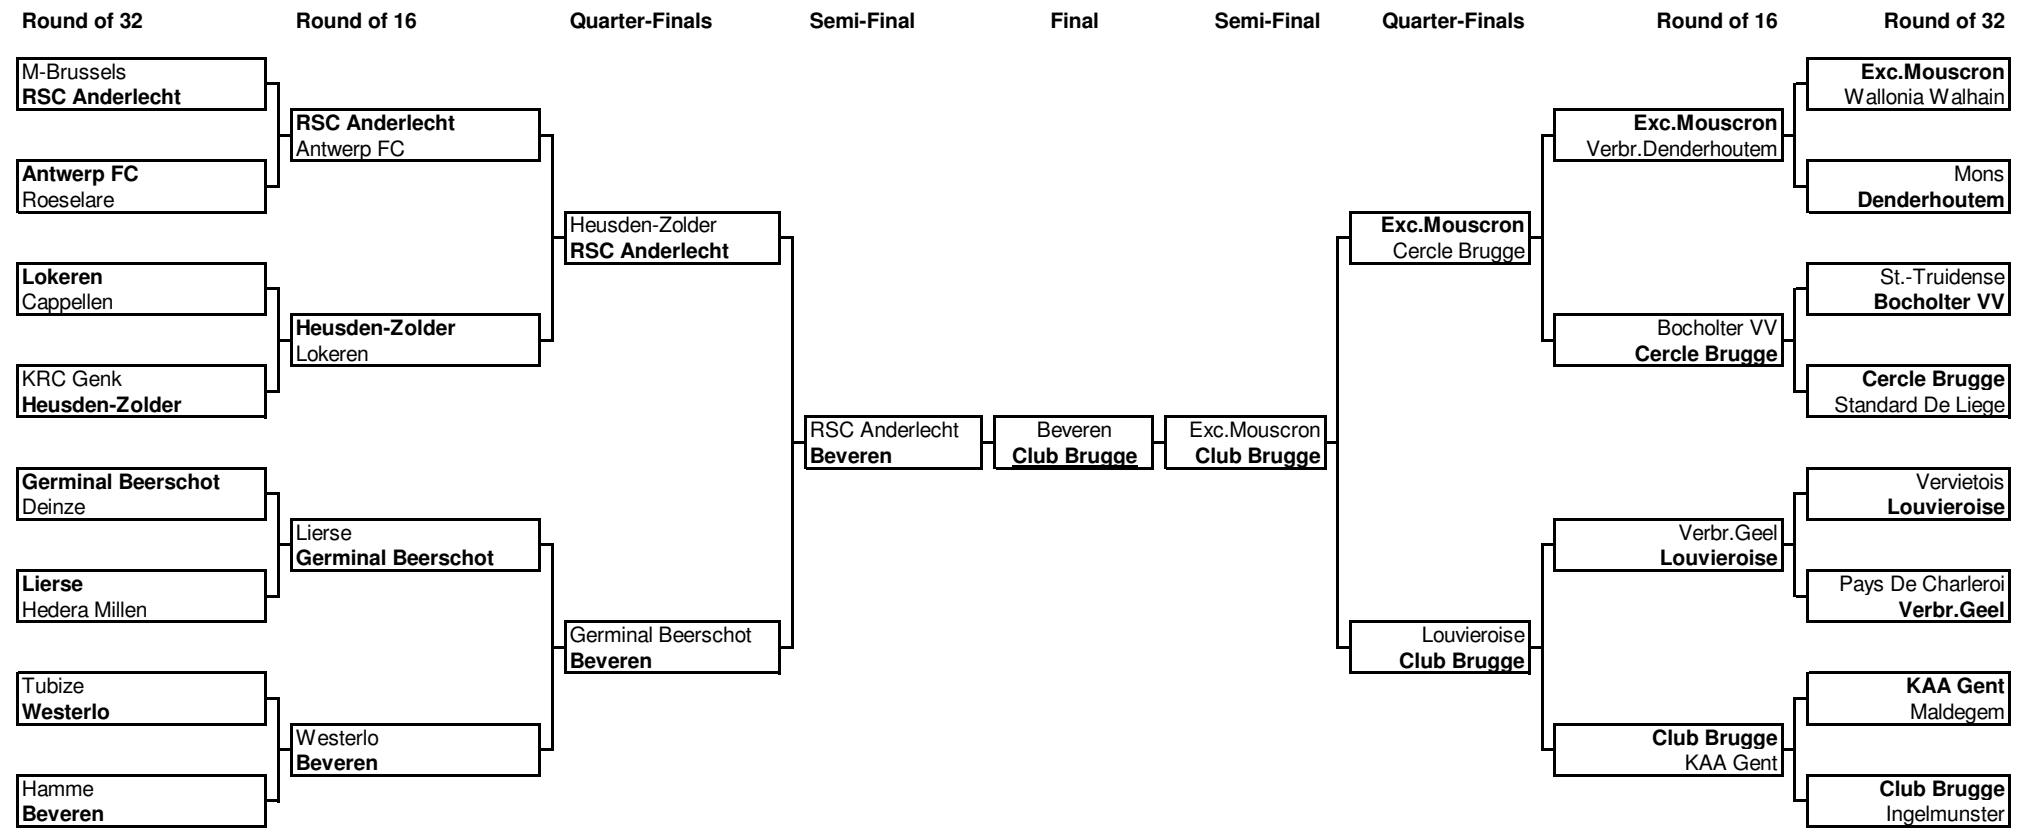 Round of 32
Round of 16
Quarter-Finals
Semi-Final
Final
Semi-Final
Quarter-Finals
Round of 16
Round of 32
M-Brussels
RSC Anderlecht
Antwerp FC
Roeselare
Lokeren
Cappellen
KRC Genk
Heusden-Zolder
Germinal Beerschot
Deinze
Lierse
Hedera Millen
Tubize
Westerlo
Hamme
Beveren
RSC Anderlecht
Antwerp FC
Heusden-Zolder
Lokeren
Lierse
Germinal Beerschot
Westerlo
Beveren
Heusden-Zolder
RSC Anderlecht
Germinal Beerschot
Beveren
RSC Anderlecht
Beveren
Beveren
Club Brugge
Exc.Mouscron
Club Brugge
Exc.Mouscron
Cercle Brugge
Louvieroise
Club Brugge
Exc.Mouscron
Verbr.Denderhoutem
Bocholter VV
Cercle Brugge
Verbr.Geel
Louvieroise
Club Brugge
KAA Gent
Exc.Mouscron
Wallonia Walhain
Mons
Denderhoutem
St.-Truidense
Bocholter VV
Cercle Brugge
Standard De Liege
Vervietois
Louvieroise
Pays De Charleroi
Verbr.Geel
KAA Gent
Maldegem
Club Brugge
Ingelmunster